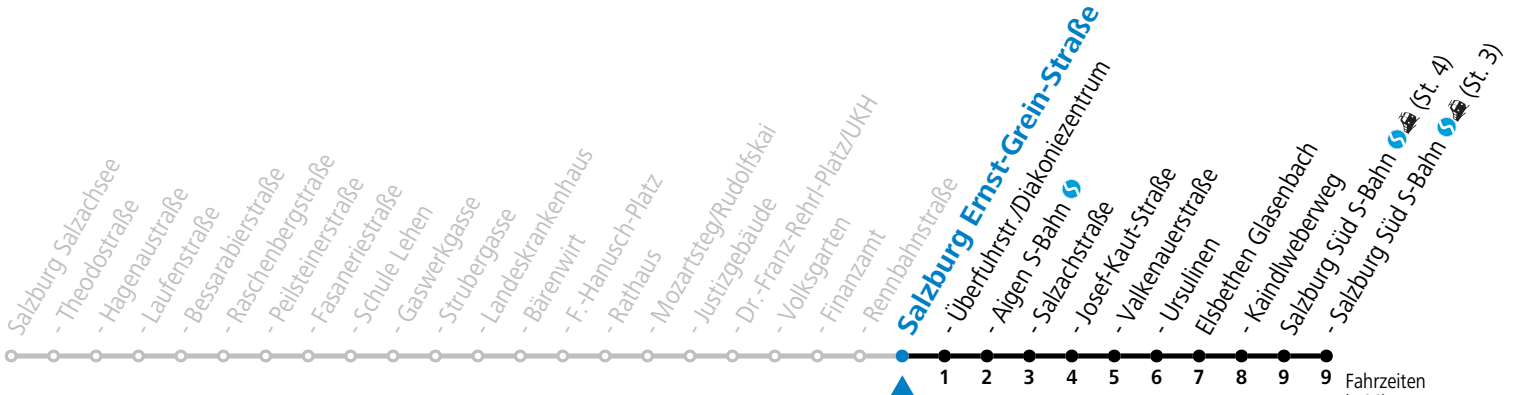 Salzburg Salzachsee
- Theodostraße
- Hagenaustraße
- Laufenstraße
- Bessarabierstraße
- Raschenbergstraße
- Peilsteinerstraße
- Fasaneriestraße
- Schule Lehen
- Gaswerkgasse
- Strubergasse
- Landeskrankenhaus
- Bärenwirt
- F.-Hanusch-Platz
- Rathaus
- Mozartsteg/Rudolfskai
- Justizgebäude
- Dr.-Franz-Rehrl-Platz/UKH
- Volksgarten
- Finanzamt
- Rennbahnstraße
Salzburg Ernst-Grein-Straße
- Überfuhrstr./Diakoniezentrum
- Aigen S-Bahn
- Salzachstraße
- Josef-Kaut-Straße
- Valkenauerstraße
- Ursulinen
Elsbethen Glasenbach
- Kaindlweberweg
Salzburg Süd S-Bahn (St. 4)
- Salzburg Süd S-Bahn (St. 3)
1 2 3 4 5 6 7 8 9 9 Fahrzeiten